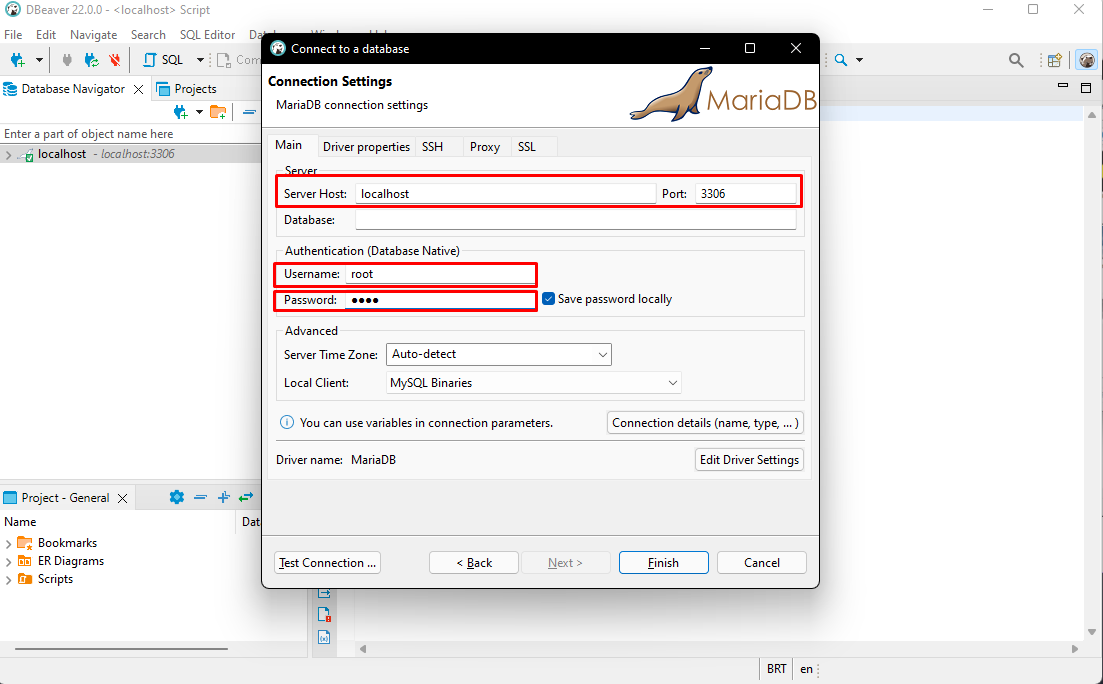 DBeaver 22.0.0 - <localhost> Script
File Edit Navigate Search SQL Editor
SQL
Database Navigator Projects
Enter a part of object name here
localhost - localhost:3306
Connect to a database
Connection Settings
MariaDB connection settings
MariaDB
Main Driver properties SSH Proxy SSL
Server
Server Host: localhost Port: 3306
Database:
Authentication (Database Native)
Username: root
Password: ••••
Save password locally
Advanced
Server Time Zone: Auto-detect
Local Client: MySQL Binaries
You can use variables in connection parameters.
Connection details (name, type, ... )
Driver name: MariaDB
Edit Driver Settings
Test Connection ... < Back Next > Finish Cancel
Project - General
Name Dat
Bookmarks
ER Diagrams
Scripts
BRT en